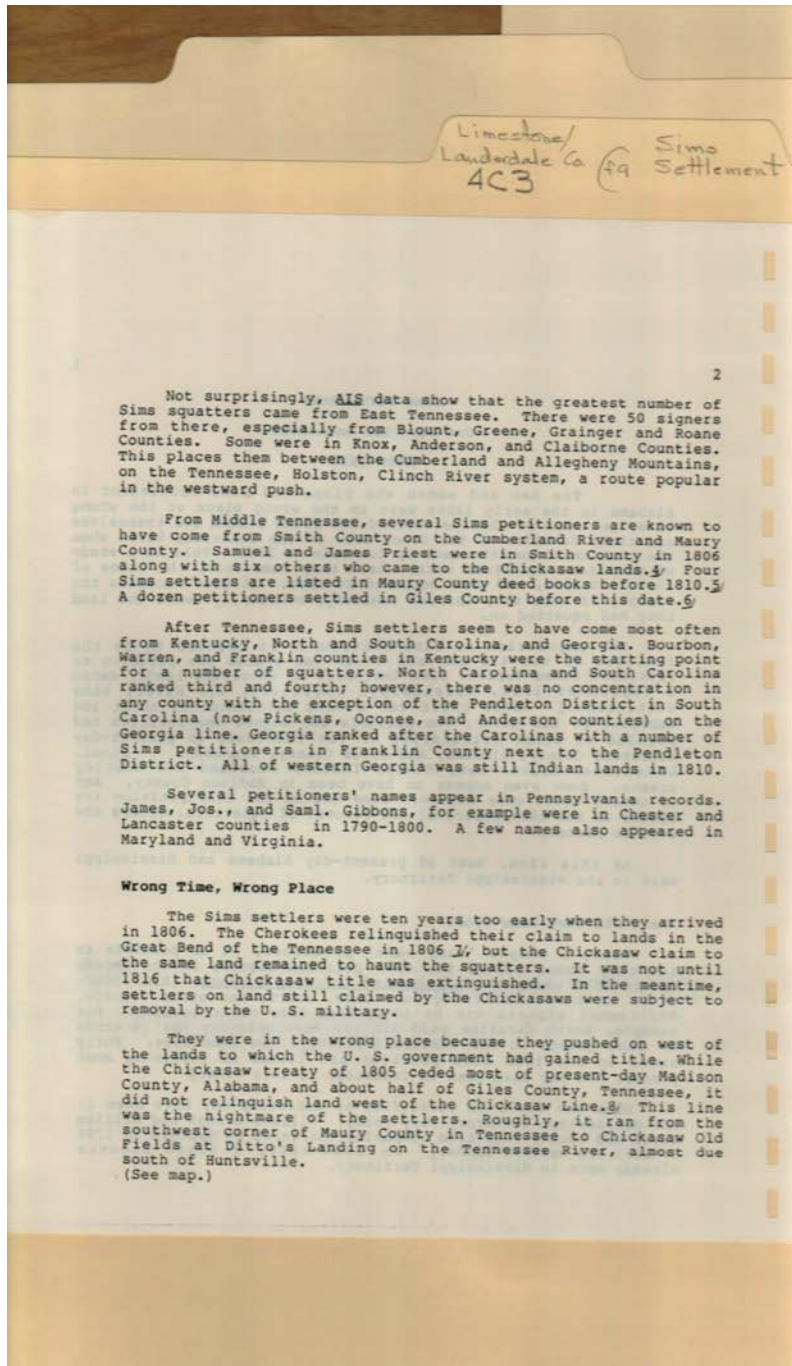 Limestone/
Lauderdale Co
4C3
Sims
Settlement
2
Not surprisingly, AIS data show that the greatest number of
Sims squatters came from East Tennessee. There were 50 signers
from there, especially from Blount, Greene, Grainger and Roane
Counties. Some were in Knox, Anderson, and Claiborne Counties.
This places them between the Cumberland and Allegheny Mountains,
on the Tennessee, Holston, Clinch River system, a route popular
in the westward push.
From Middle Tennessee, several Sims petitioners are known to
have come from Smith County on the Cumberland River and Maury
County. Samuel and James Priest were in Smith County in 1806
along with six others who came to the Chickasaw lands.4/ Four
Sims settlers are listed in Maury County deed books before 1810.5/
A dozen petitioners settled in Giles County before this date.6/
After Tennessee, Sims settlers seem to have come most often
from Kentucky, North and South Carolina, and Georgia. Bourbon,
Warren, and Franklin counties in Kentucky were the starting point
for a number of squatters. North Carolina and South Carolina
ranked third and fourth; however, there was no concentration in
any county with the exception of the Pendleton District in South
Carolina (now Pickens, Oconee, and Anderson counties) on the
Georgia line. Georgia ranked after the Carolinas with a number of
Sims petitioners in Franklin County next to the Pendleton
District. All of western Georgia was still Indian lands in 1810.
Several petitioners' names appear in Pennsylvania records.
James, Jos., and Saml. Gibbons, for example were in Chester and
Lancaster counties in 1790-1800. A few names also appeared in
Maryland and Virginia.
Wrong Time, Wrong Place
The Sims settlers were ten years too early when they arrived
in 1806. The Cherokees relinquished their claim to lands in the
Great Bend of the Tennessee in 1806 7/, but the Chickasaw claim to
the same land remained to haunt the squatters. It was not until
1816 that Chickasaw title was extinguished. In the meantime,
settlers on land still claimed by the Chickasaws were subject to
removal by the U. S. military.
They were in the wrong place because they pushed on west of
the lands to which the U. S. government had gained title. While
the Chickasaw treaty of 1805 ceded most of present-day Madison
County, Alabama, and about half of Giles County, Tennessee, it
did not relinquish land west of the Chickasaw Line.8/ This line
was the nightmare of the settlers. Roughly, it ran from the
southwest corner of Maury County in Tennessee to Chickasaw Old
Fields at Ditto's Landing on the Tennessee River, almost due
south of Huntsville.
(See map.)